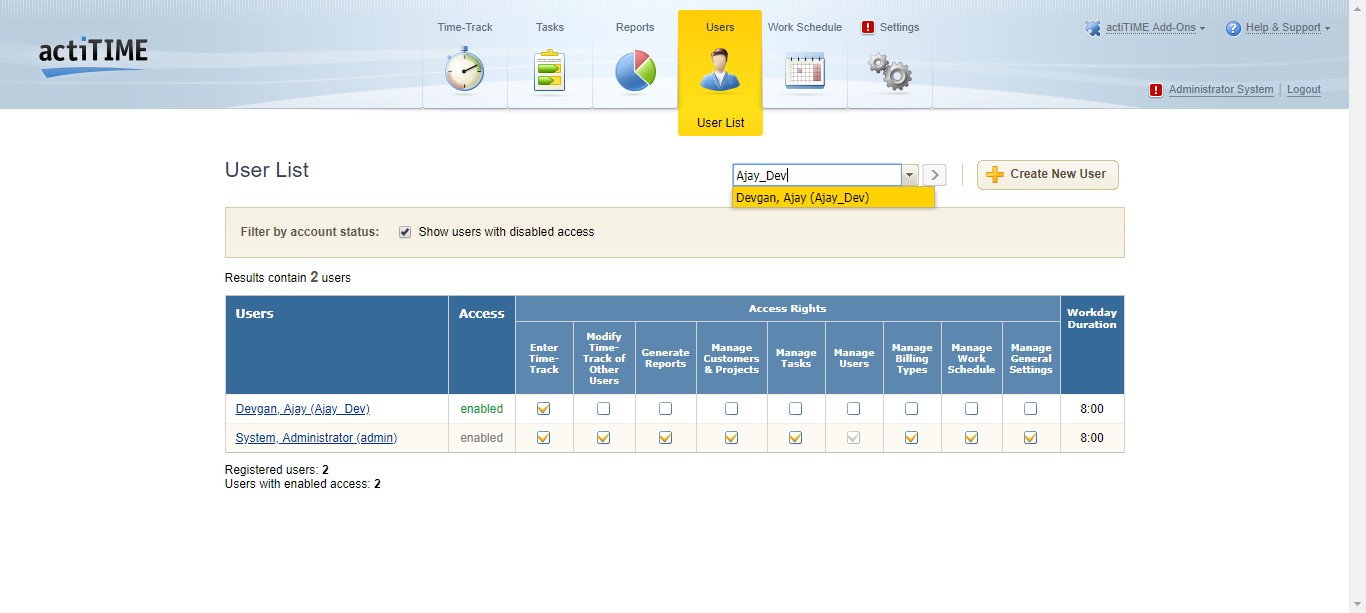 actiTIME
Time-Track
Tasks
Reports
Users
Work Schedule
! Settings
actiTIME Add-Ons
? Help & Support
User List
! Administrator System
Logout
User List
Ajay_Dev
Create New User
Devgan, Ajay (Ajay_Dev)
Filter by account status:
Show users with disabled access
Results contain 2 users
Users
Access
Access Rights
Workday
Duration
Enter
Time-
Track
Modify
Time-
Track of
Other
Users
Generate
Reports
Manage
Customers
& Projects
Manage
Tasks
Manage
Users
Manage
Billing
Types
Manage
Work
Schedule
Manage
General
Settings
Devgan, Ajay (Ajay_Dev) enabled 8:00
System, Administrator (admin) enabled 8:00
Registered users: 2
Users with enabled access: 2